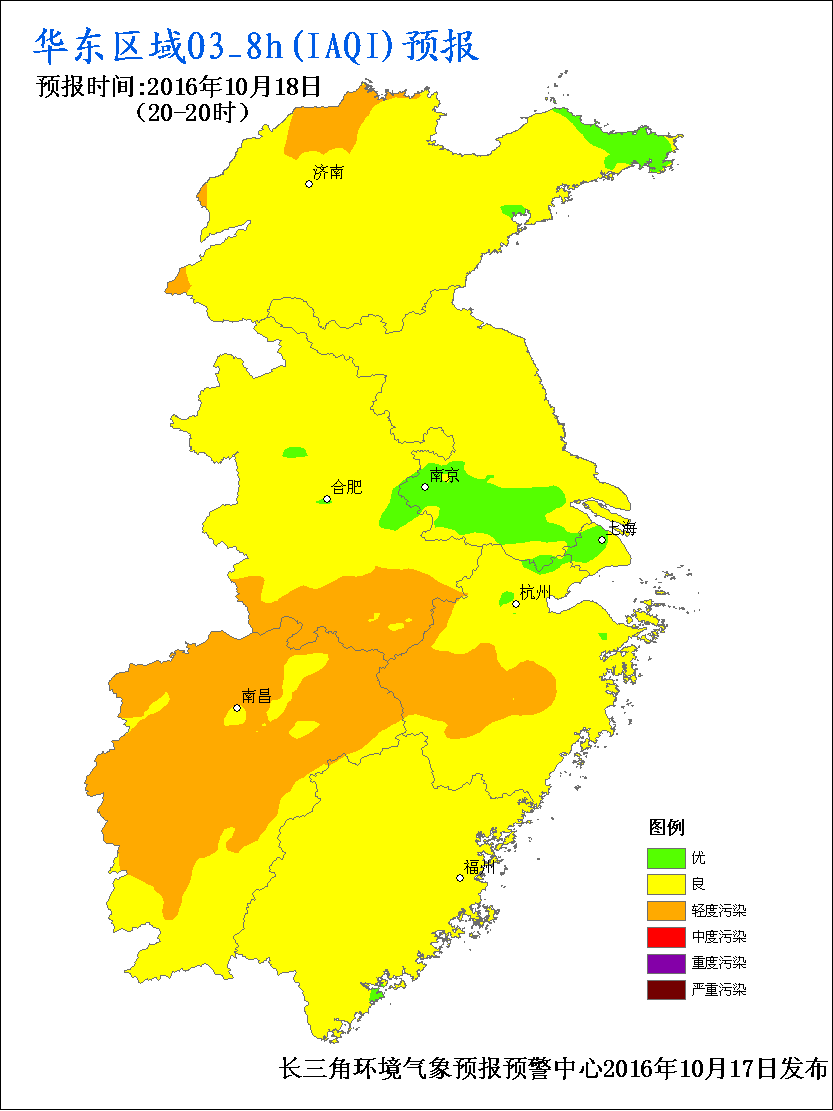 华东区域O3_8h(IAQI)预报
预报时间:2016年10月18日
(20-20时)
济南
南京
合肥
上海
杭州
南昌
福州
图例
优
良
轻度污染
中度污染
重度污染
严重污染
长三角环境气象预报预警中心2016年10月17日发布